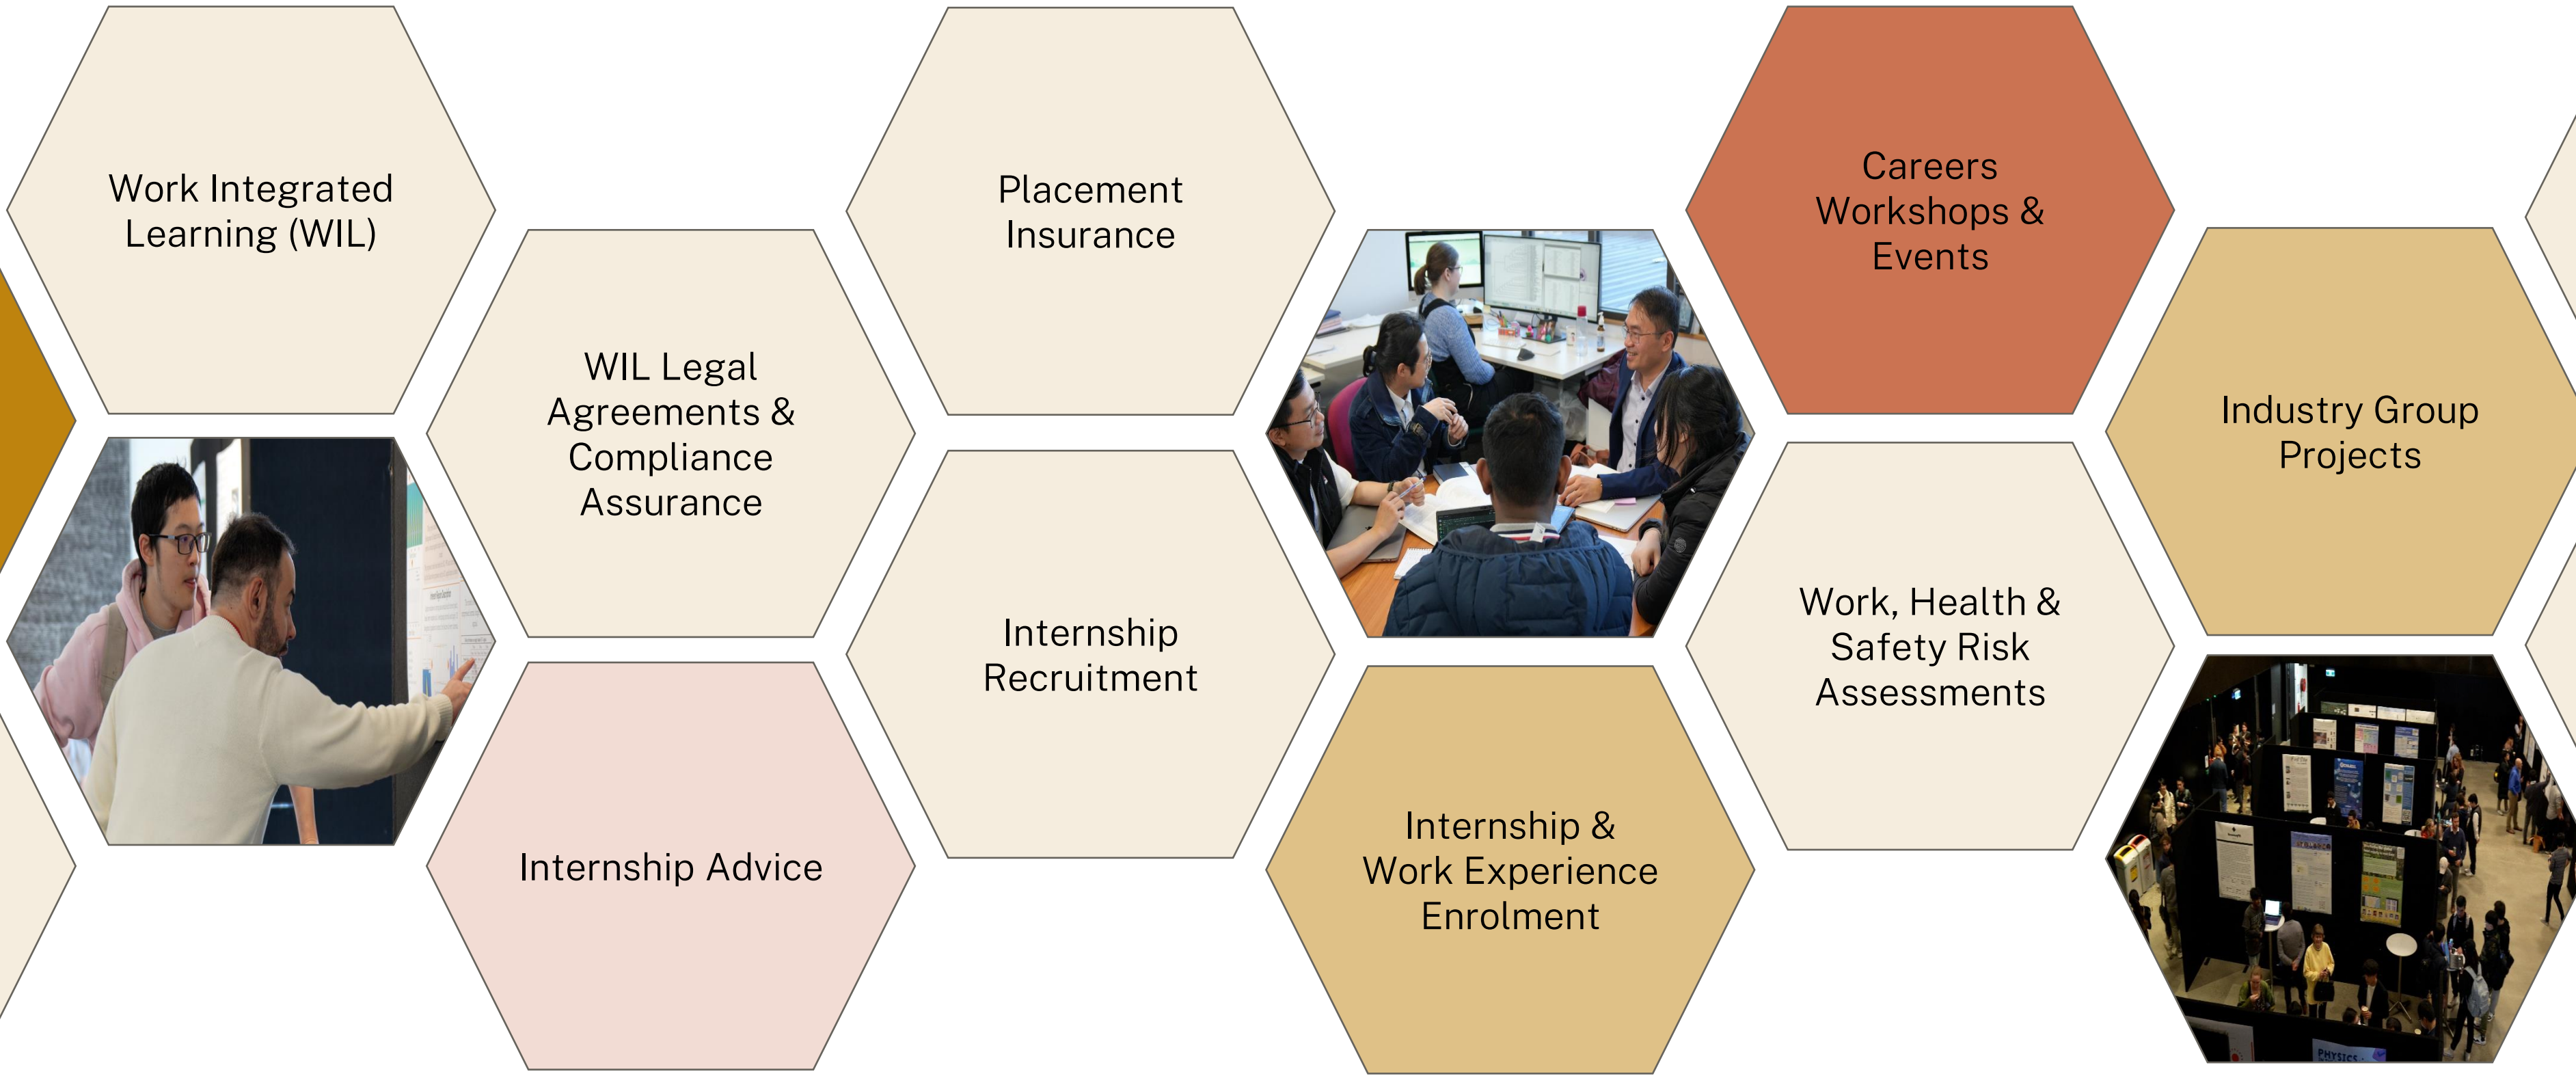 Work Integrated
Learning (WIL)
WIL Legal
Agreements &
Compliance
Assurance
Internship Advice
Placement
Insurance
Internship
Recruitment
Internship &
Work Experience
Enrolment
Careers
Workshops &
Events
Work, Health &
Safety Risk
Assessments
Industry Group
Projects
PHYSICS